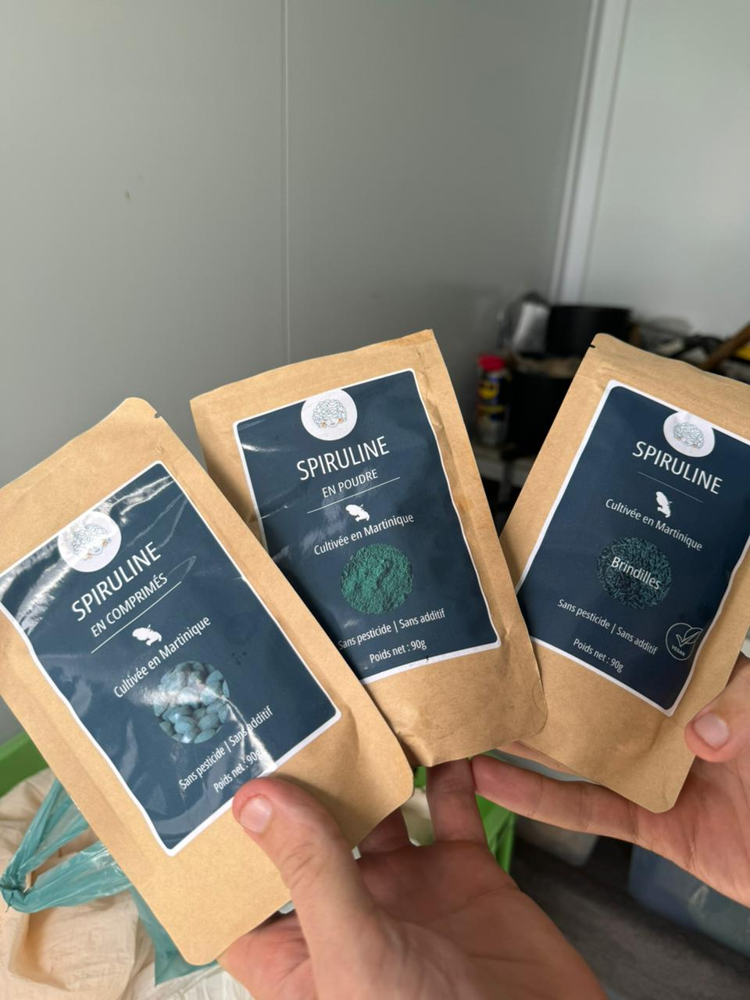 SPIRULINE
EN COMPRIMÉS
Cultivée en Martinique
Sans pesticide | Sans additif
Poids net : 90g
SPIRULINE
EN POUDRE
Cultivée en Martinique
Sans pesticide | Sans additif
Poids net : 90g
SPIRULINE
Cultivée en Martinique
Brindilles
Sans pesticide | Sans additif
VEGAN
Poids net : 90g